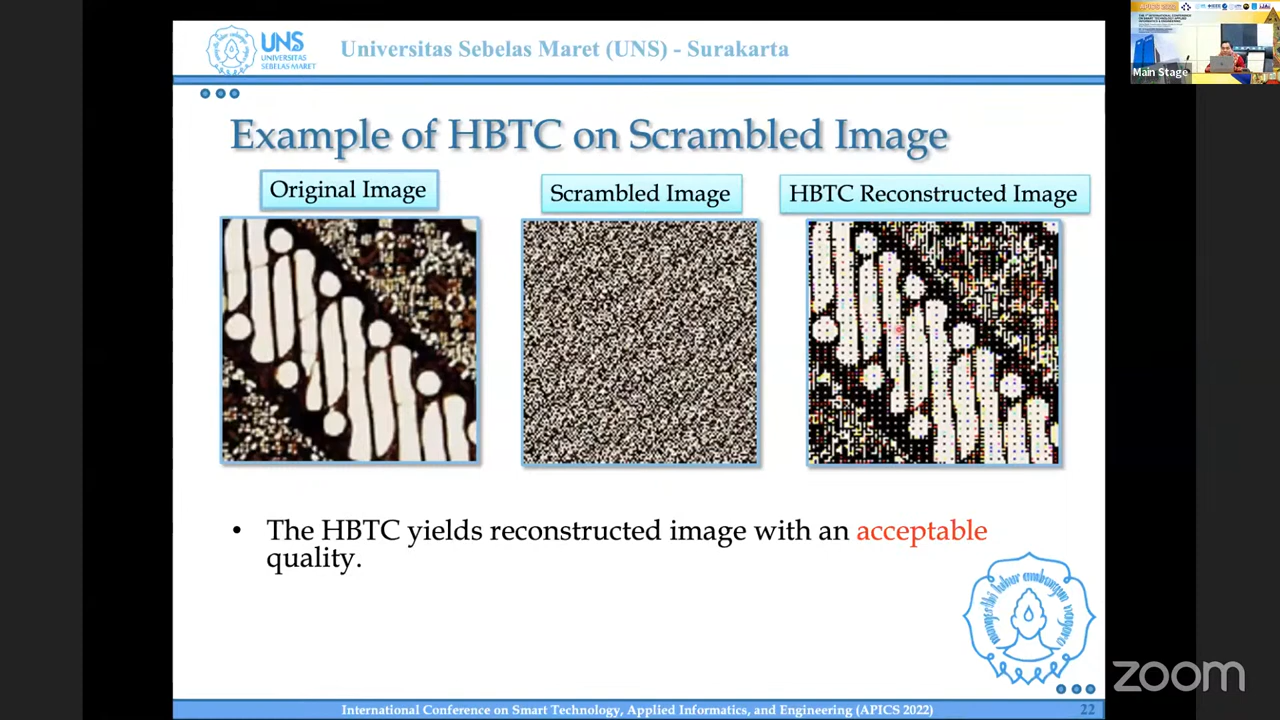 UNS
UNIVERSITAS
SEBELAS MARET
Universitas Sebelas Maret (UNS) - Surakarta
Main Stage
Example of HBTC on Scrambled Image
Original Image
Scrambled Image
HBTC Reconstructed Image
• The HBTC yields reconstructed image with an acceptable
quality.
zoom
International Conference on Smart Technology, Applied Informatics, and Engineering (APICS 2022)
22